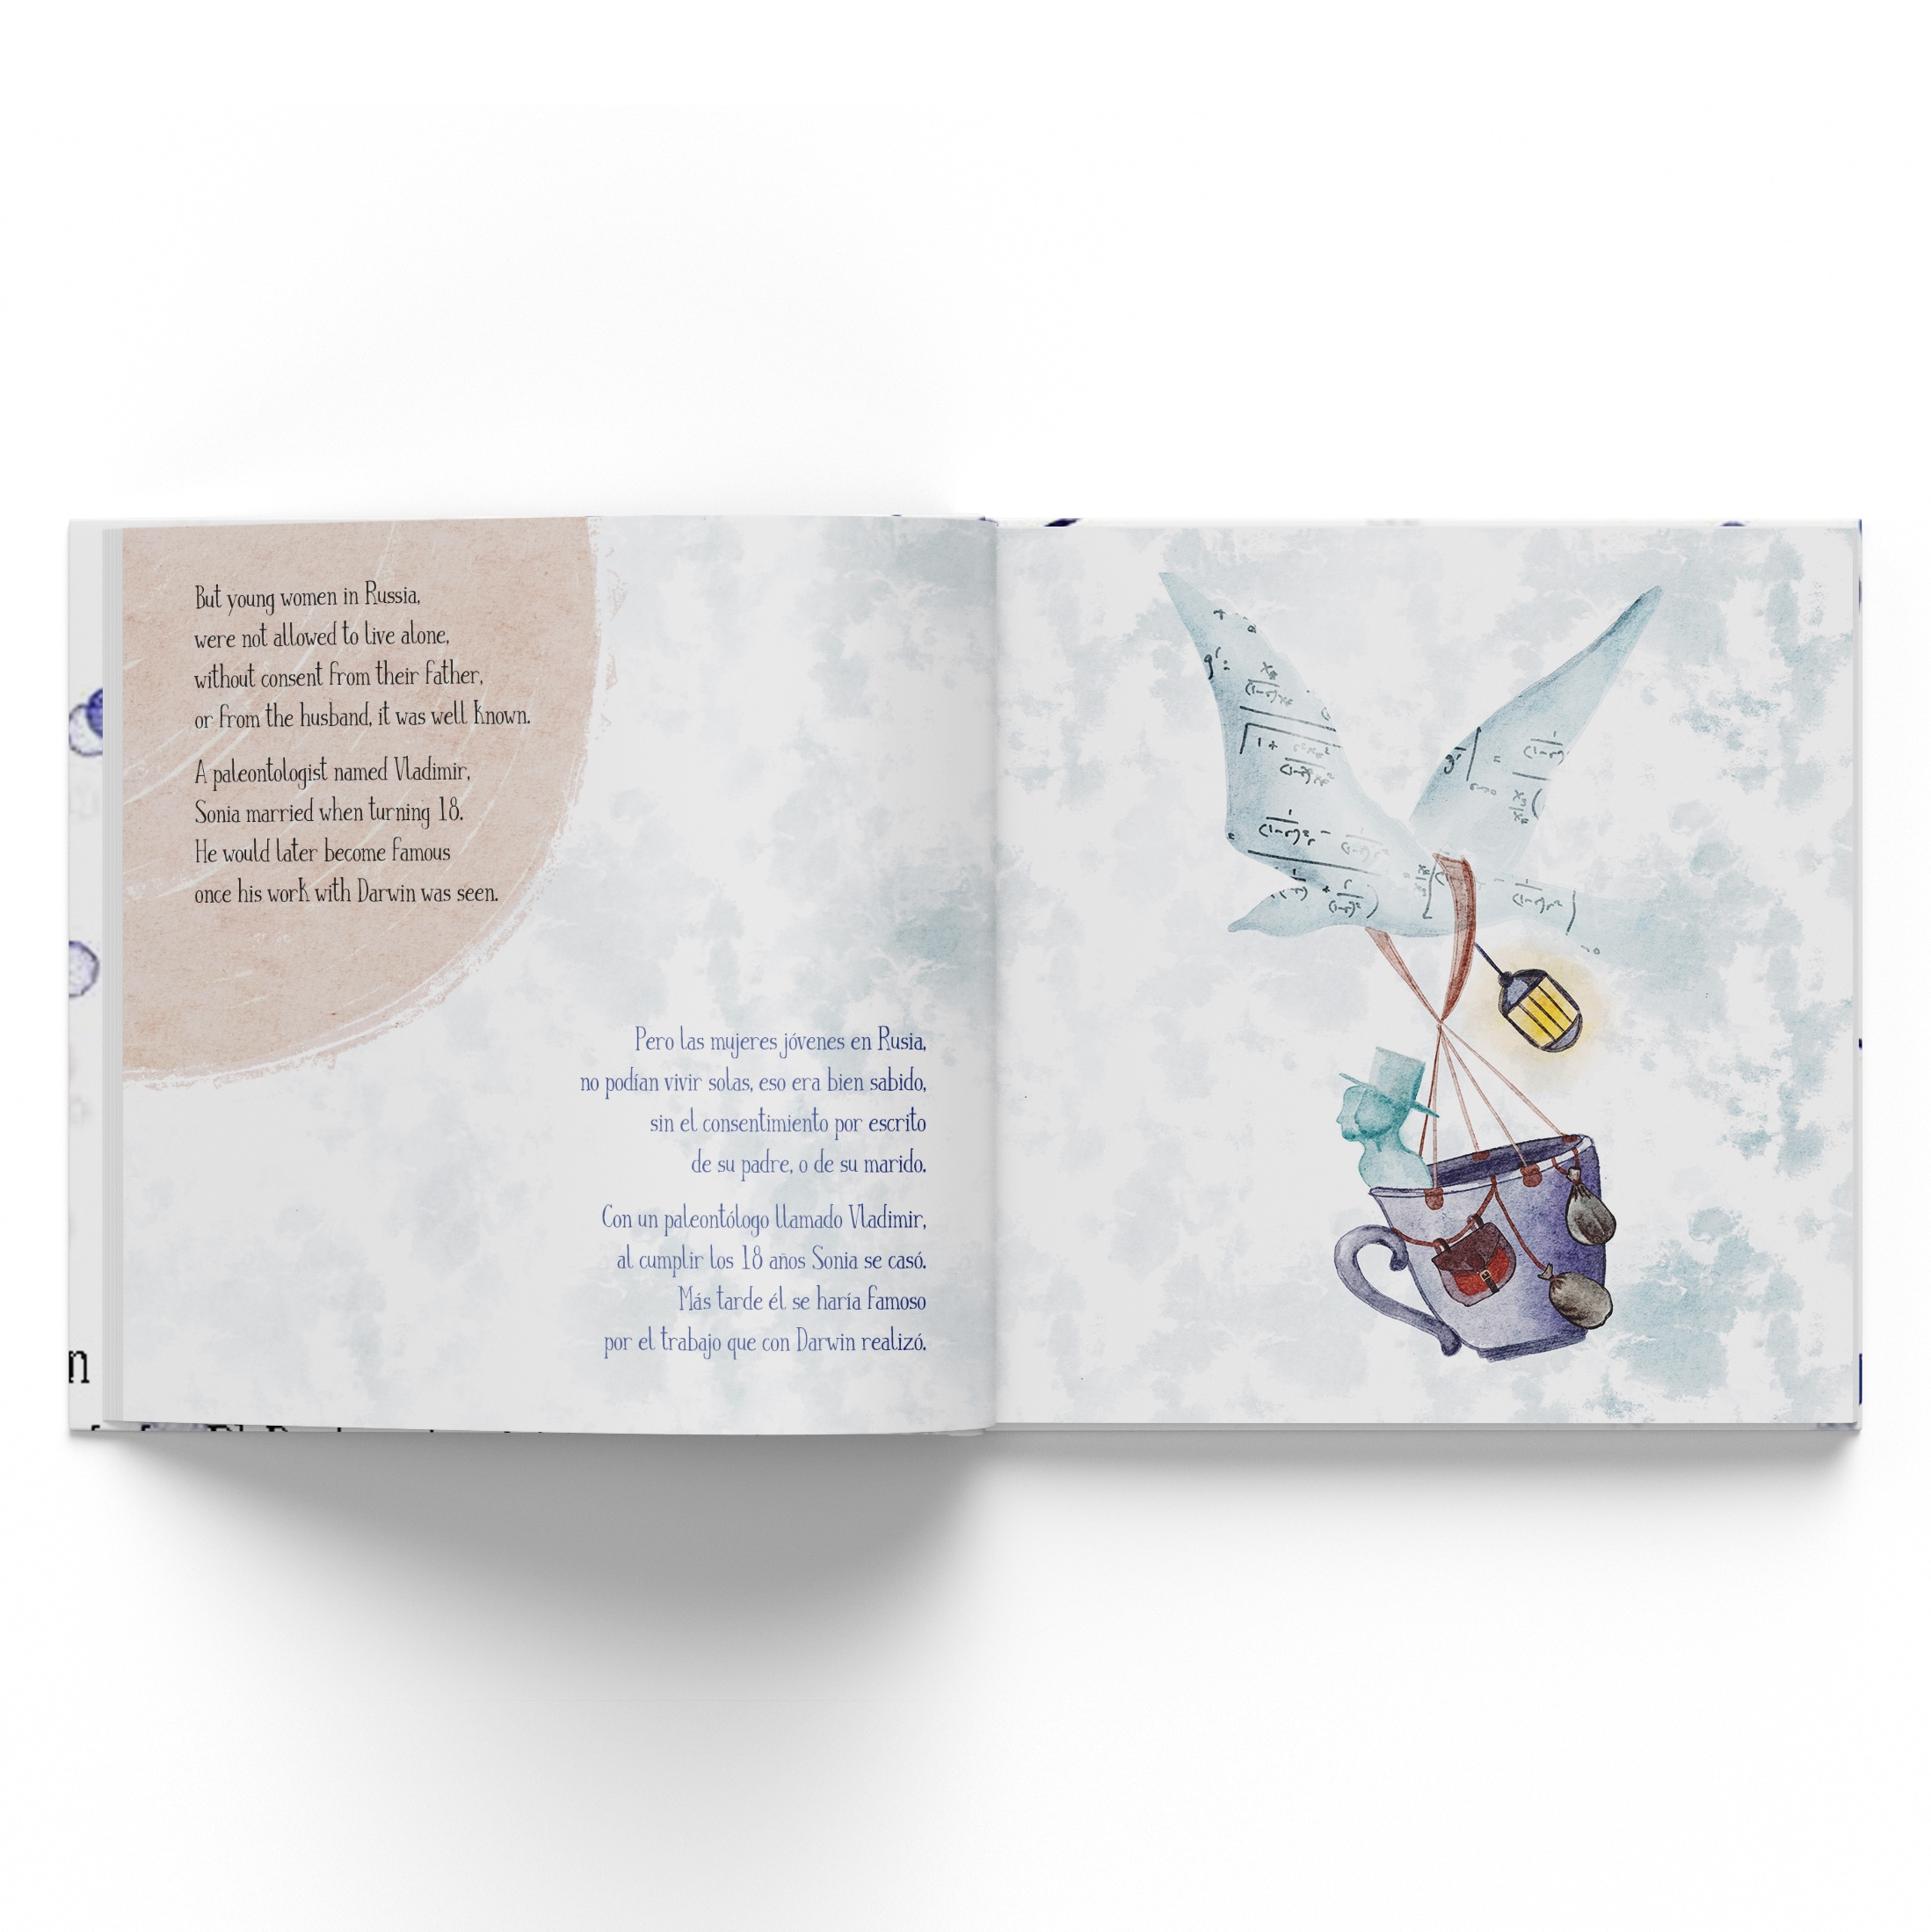 But young women in Russia,
were not allowed to live alone,
without consent from their father,
or from the husband, it was well known.
A paleontologist named Vladimir,
Sonia married when turning 18.
He would later become famous
once his work with Darwin was seen.
Pero las mujeres jóvenes en Rusia,
no podían vivir solas, eso era bien sabido,
sin el consentimiento por escrito
de su padre, o de su marido.
Con un paleontólogo llamado Vladimir,
al cumplir los 18 años Sonia se casó.
Más tarde él se haría famoso
por el trabajo que con Darwin realizó.
n